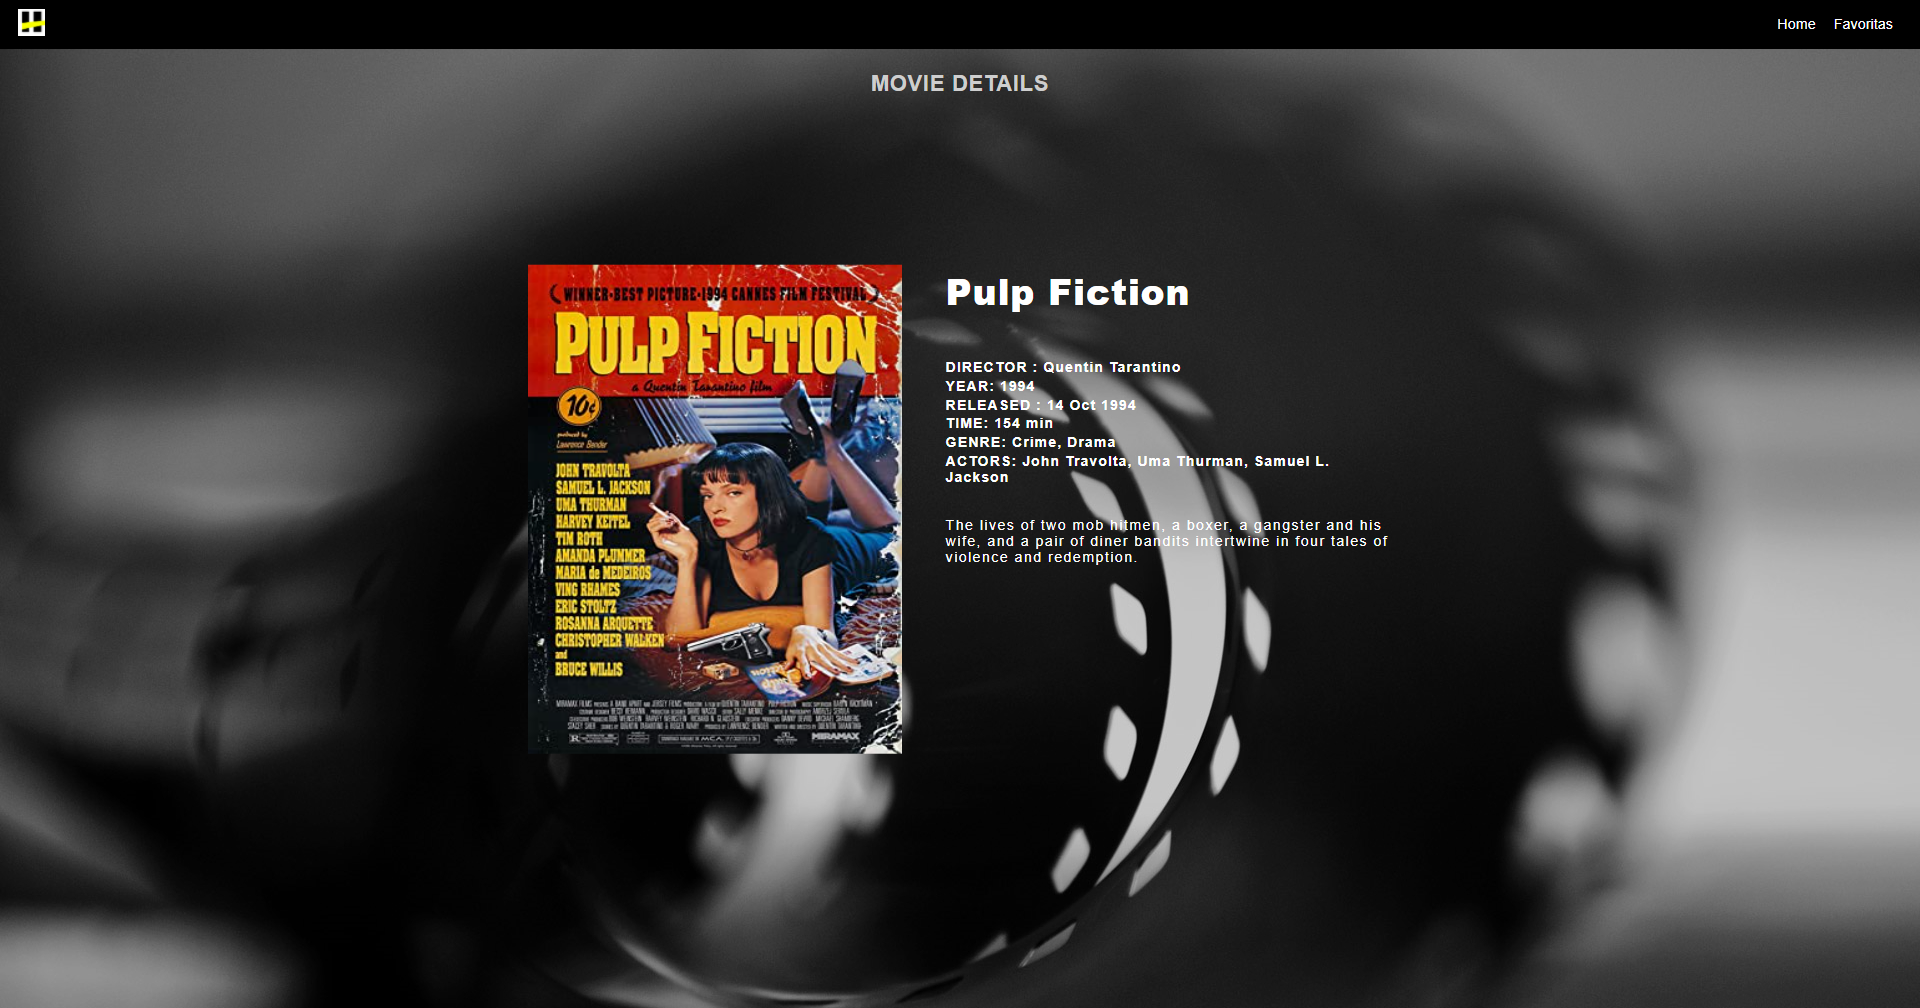 Home Favoritas
MOVIE DETAILS
WINNER-BEST PICTURE-1994 CANNES FILM FESTIVAL
PULP FICTION
a Quentin Tarantino film
10¢
produced by
Lawrence Bender
JOHN TRAVOLTA
SAMUEL L. JACKSON
UMA THURMAN
HARVEY KEITEL
TIM ROTH
AMANDA PLUMMER
MARIA de MEDEIROS
VING RHAMES
ERIC STOLTZ
ROSANNA ARQUETTE
CHRISTOPHER WALKEN
and
BRUCE WILLIS
MIRAMAX
Pulp Fiction
DIRECTOR : Quentin Tarantino
YEAR: 1994
RELEASED : 14 Oct 1994
TIME: 154 min
GENRE: Crime, Drama
ACTORS: John Travolta, Uma Thurman, Samuel L.
Jackson
The lives of two mob hitmen, a boxer, a gangster and his
wife, and a pair of diner bandits intertwine in four tales of
violence and redemption.